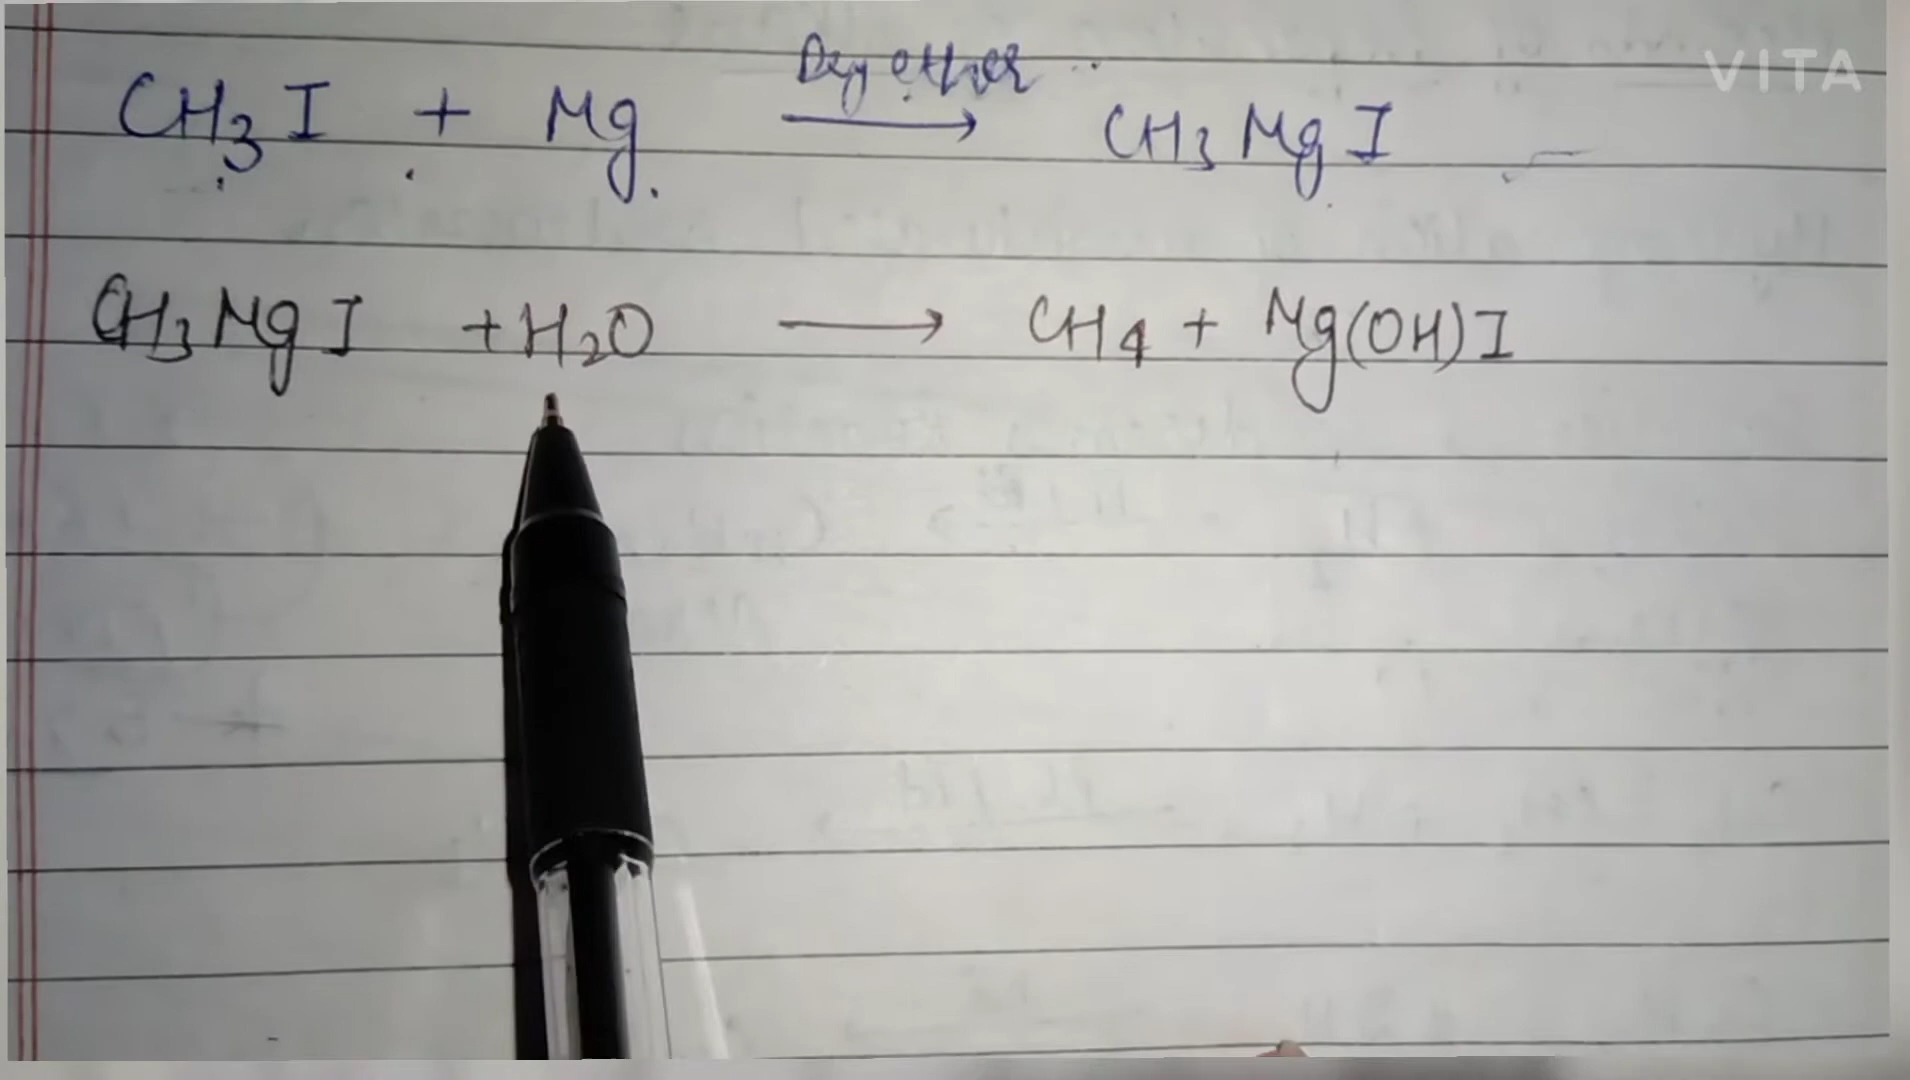 Dry ether
CH3I + Mg ⟶ CH3MgI
CH3MgI + H2O ⟶ CH4 + Mg(OH)I
VITA